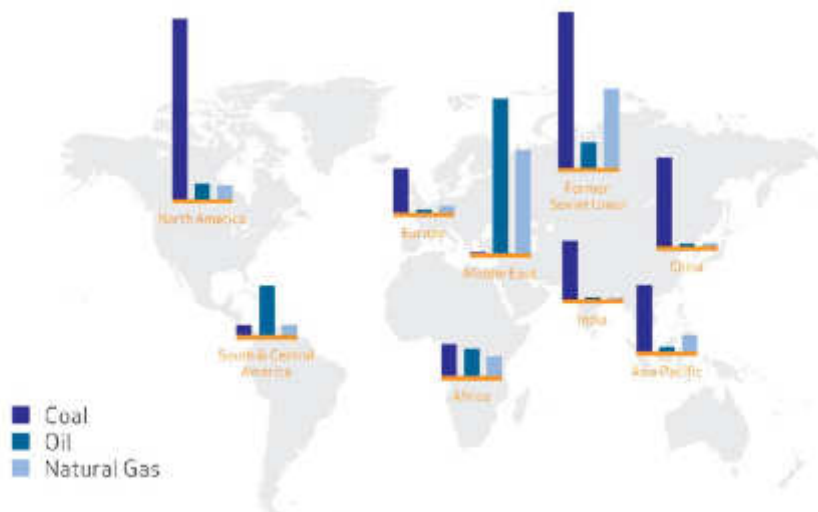 North America
Former
Soviet Union
Europe
Middle East
China
India
South & Central
America
Asia-Pacific
Africa
Coal
Oil
Natural Gas